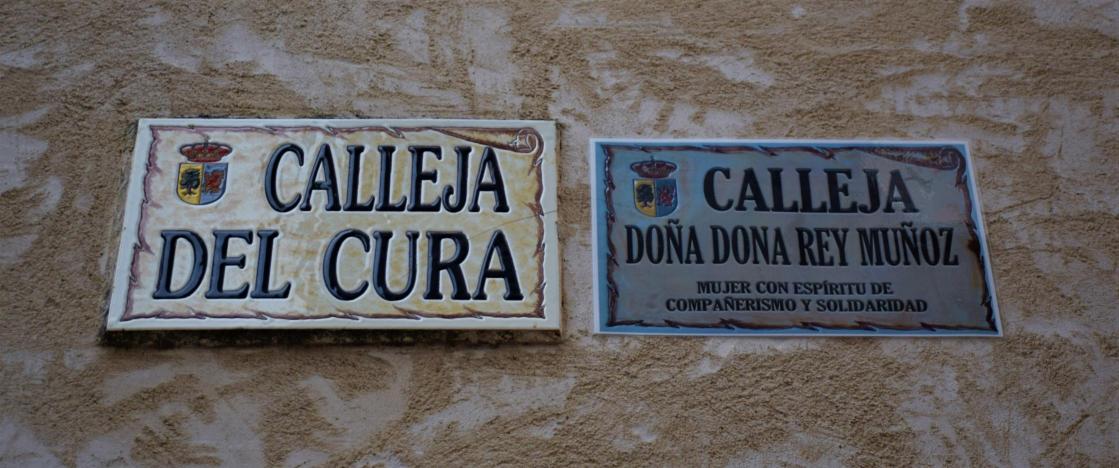 CALLEJA
DEL CURA
CALLEJA
DOÑA DONA REY MUÑOZ
MUJER CON ESPÍRITU DE
COMPAÑERISMO Y SOLIDARIDAD